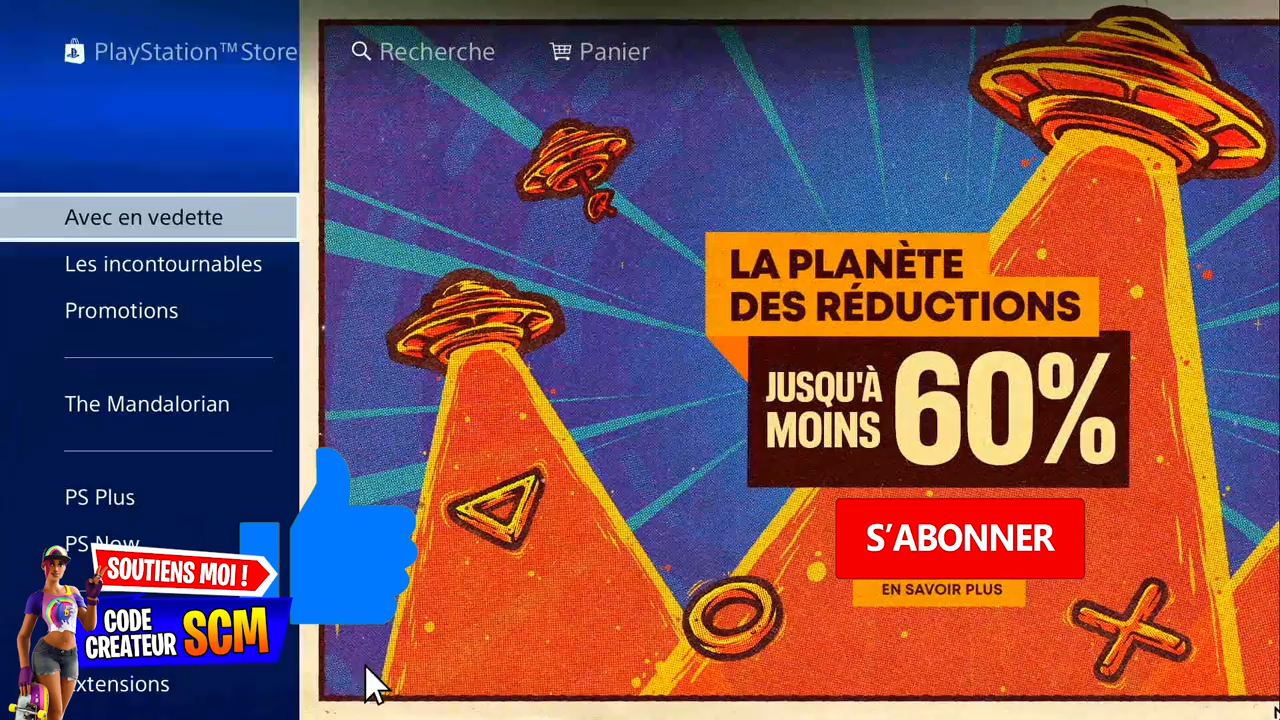 PlayStation™Store
Recherche
Panier
Avec en vedette
Les incontournables
Promotions
The Mandalorian
PS Plus
PS Now
SOUTIENS MOI !
CODE
CREATEUR SCM
xtensions
LA PLANÈTE
DES RÉDUCTIONS
JUSQU'À
MOINS 60%
S'ABONNER
EN SAVOIR PLUS